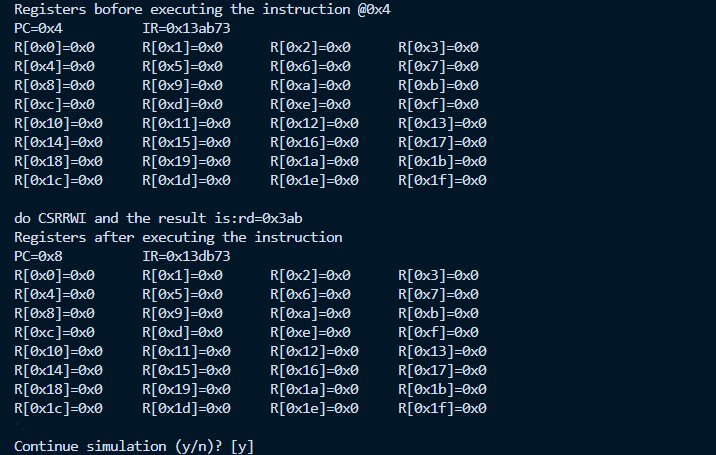 Registers bofore executing the instruction @0x4
PC=0x4 IR=0x13ab73
R[0x0]=0x0 R[0x1]=0x0 R[0x2]=0x0 R[0x3]=0x0
R[0x4]=0x0 R[0x5]=0x0 R[0x6]=0x0 R[0x7]=0x0
R[0x8]=0x0 R[0x9]=0x0 R[0xa]=0x0 R[0xb]=0x0
R[0xc]=0x0 R[0xd]=0x0 R[0xe]=0x0 R[0xf]=0x0
R[0x10]=0x0 R[0x11]=0x0 R[0x12]=0x0 R[0x13]=0x0
R[0x14]=0x0 R[0x15]=0x0 R[0x16]=0x0 R[0x17]=0x0
R[0x18]=0x0 R[0x19]=0x0 R[0x1a]=0x0 R[0x1b]=0x0
R[0x1c]=0x0 R[0x1d]=0x0 R[0x1e]=0x0 R[0x1f]=0x0
do CSRRWI and the result is:rd=0x3ab
Registers after executing the instruction
PC=0x8 IR=0x13db73
R[0x0]=0x0 R[0x1]=0x0 R[0x2]=0x0 R[0x3]=0x0
R[0x4]=0x0 R[0x5]=0x0 R[0x6]=0x0 R[0x7]=0x0
R[0x8]=0x0 R[0x9]=0x0 R[0xa]=0x0 R[0xb]=0x0
R[0xc]=0x0 R[0xd]=0x0 R[0xe]=0x0 R[0xf]=0x0
R[0x10]=0x0 R[0x11]=0x0 R[0x12]=0x0 R[0x13]=0x0
R[0x14]=0x0 R[0x15]=0x0 R[0x16]=0x0 R[0x17]=0x0
R[0x18]=0x0 R[0x19]=0x0 R[0x1a]=0x0 R[0x1b]=0x0
R[0x1c]=0x0 R[0x1d]=0x0 R[0x1e]=0x0 R[0x1f]=0x0
Continue simulation (y/n)? [y]